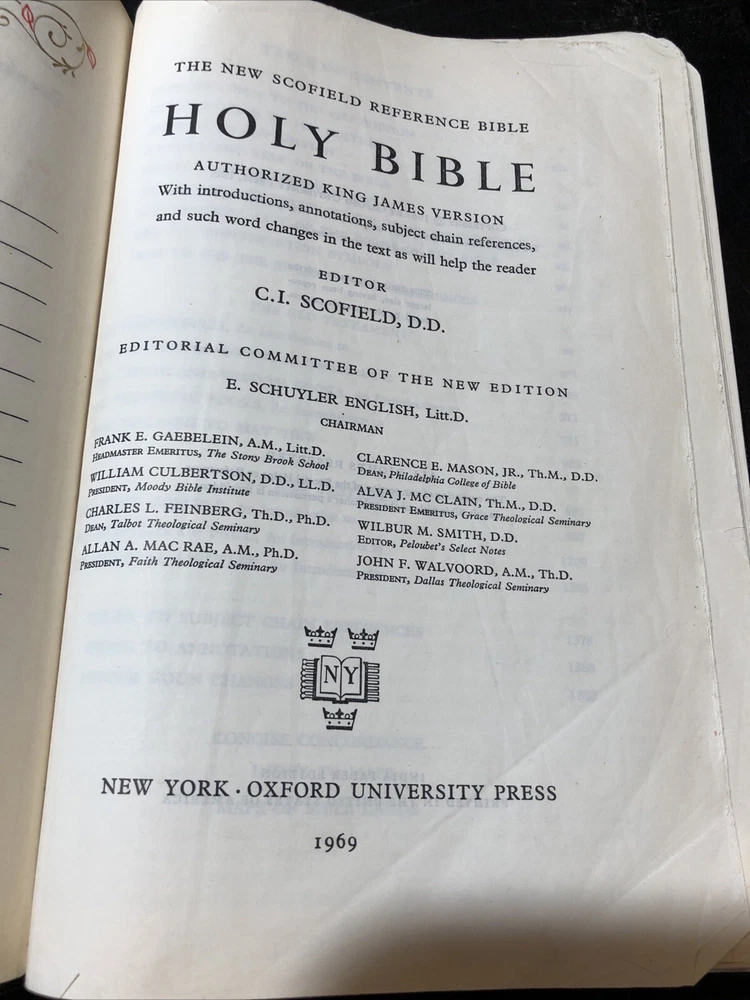 THE NEW SCOFIELD REFERENCE BIBLE
HOLY BIBLE
AUTHORIZED KING JAMES VERSION
With introductions, annotations, subject chain references,
and such word changes in the text as will help the reader
EDITOR
C.I. SCOFIELD, D.D.
EDITORIAL COMMITTEE OF THE NEW EDITION
E. SCHUYLER ENGLISH, Litt.D.
CHAIRMAN
FRANK E. GAEBELEIN, A.M., Litt.D.
HEADMASTER EMERITUS, The Stony Brook School
WILLIAM CULBERTSON, D.D., LL.D.
PRESIDENT, Moody Bible Institute
CHARLES L. FEINBERG, Th.D., Ph.D.
DEAN, Talbot Theological Seminary
ALLAN A. MAC RAE, A.M., Ph.D.
PRESIDENT, Faith Theological Seminary
CLARENCE E. MASON, JR., Th.M., D.D.
DEAN, Philadelphia College of Bible
ALVA J. MC CLAIN, Th.M., D.D.
PRESIDENT EMERITUS, Grace Theological Seminary
WILBUR M. SMITH, D.D.
EDITOR, Peloubet's Select Notes
JOHN F. WALVOORD, A.M., Th.D.
PRESIDENT, Dallas Theological Seminary
NY
NEW YORK · OXFORD UNIVERSITY PRESS
1969